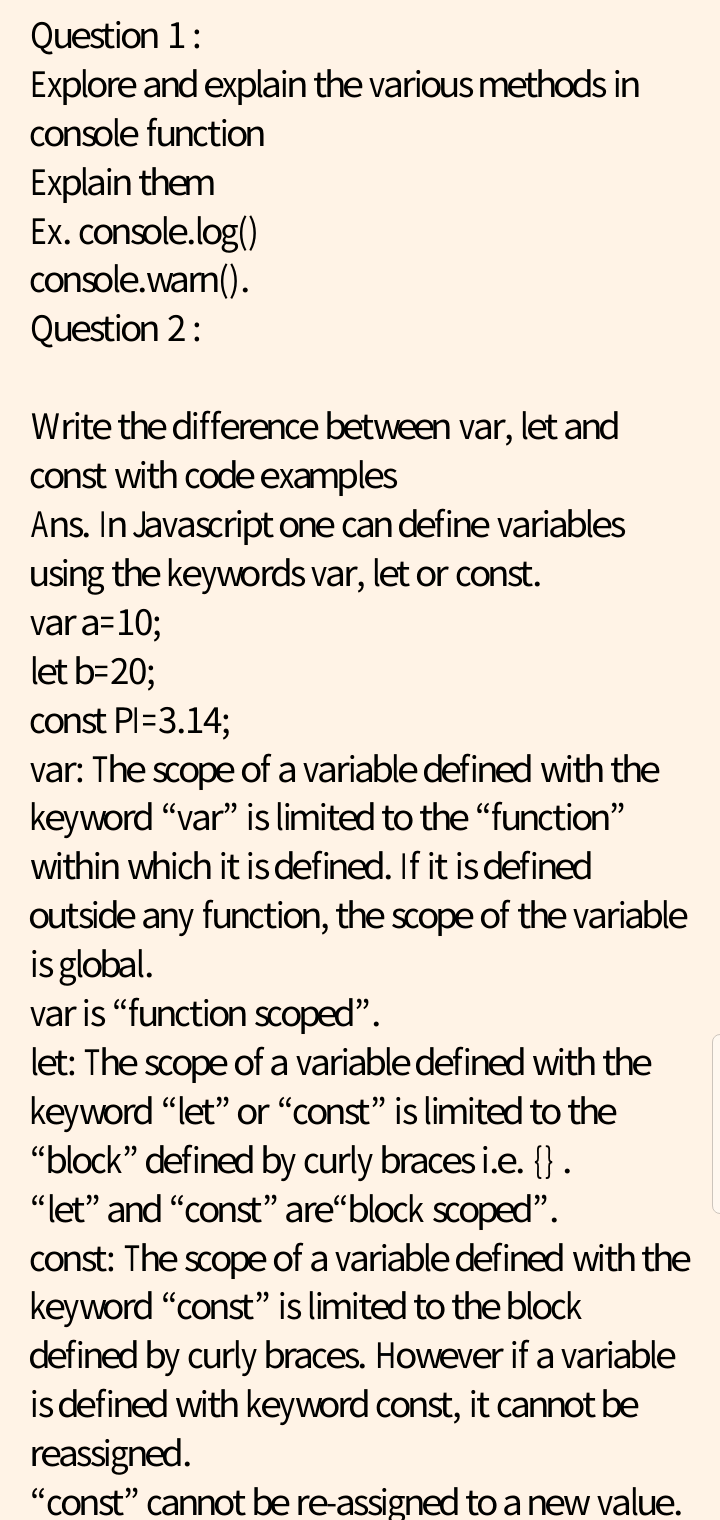 Question 1 :
Explore and explain the various methods in
console function
Explain them
Ex. console.log()
console.warn().
Question 2 :
Write the difference between var, let and
const with code examples
Ans. In Javascript one can define variables
using the keywords var, let or const.
var a=10;
let b=20;
const PI=3.14;
var: The scope of a variable defined with the
keyword “var” is limited to the “function”
within which it is defined. If it is defined
outside any function, the scope of the variable
is global.
var is “function scoped”.
let: The scope of a variable defined with the
keyword “let” or “const” is limited to the
“block” defined by curly braces i.e. {} .
“let” and “const” are“block scoped”.
const: The scope of a variable defined with the
keyword “const” is limited to the block
defined by curly braces. However if a variable
is defined with keyword const, it cannot be
reassigned.
“const” cannot be re-assigned to a new value.